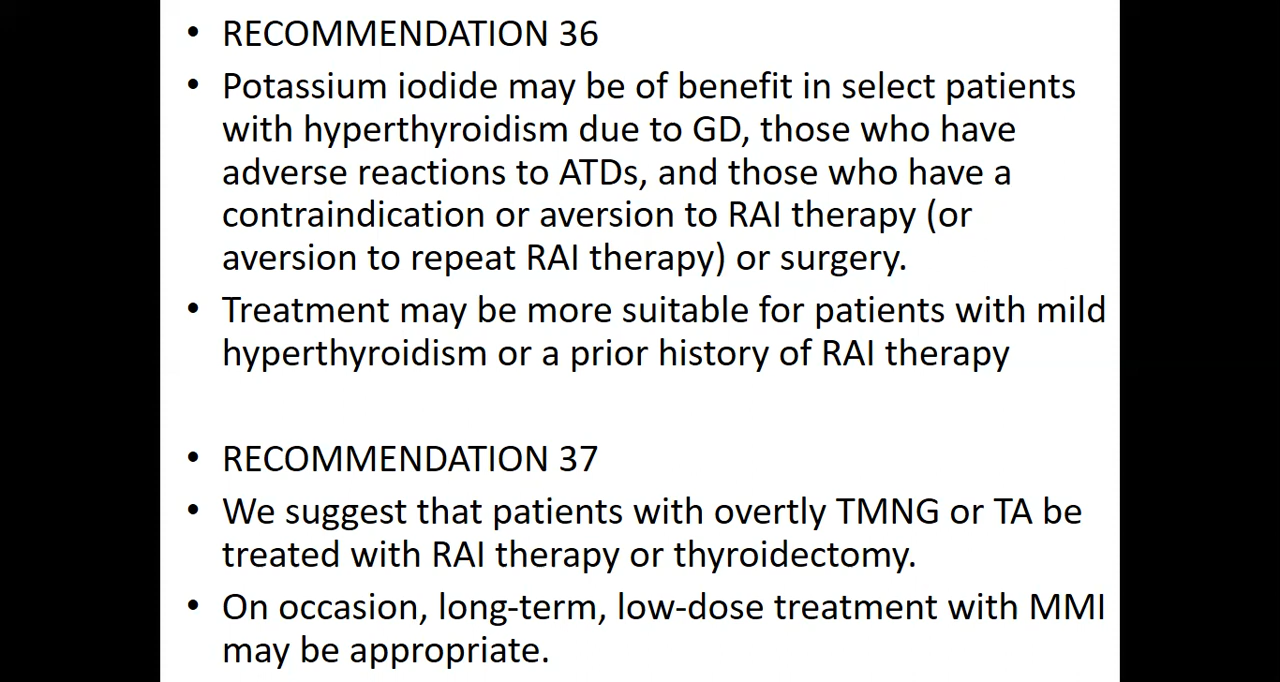 • RECOMMENDATION 36
• Potassium iodide may be of benefit in select patients
with hyperthyroidism due to GD, those who have
adverse reactions to ATDs, and those who have a
contraindication or aversion to RAI therapy (or
aversion to repeat RAI therapy) or surgery.
• Treatment may be more suitable for patients with mild
hyperthyroidism or a prior history of RAI therapy
• RECOMMENDATION 37
• We suggest that patients with overtly TMNG or TA be
treated with RAI therapy or thyroidectomy.
• On occasion, long-term, low-dose treatment with MMI
may be appropriate.